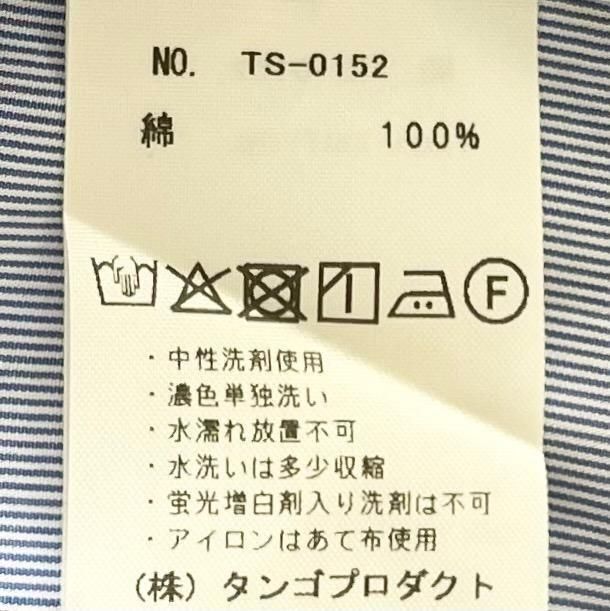 NO. TS-0152
綿 100%
F
・中性洗剤使用
・濃色単独洗い
・水濡れ放置不可
・水洗いは多少収縮
・蛍光増白剤入り洗剤は不可
・アイロンはあて布使用
(株) タンゴプロダクト